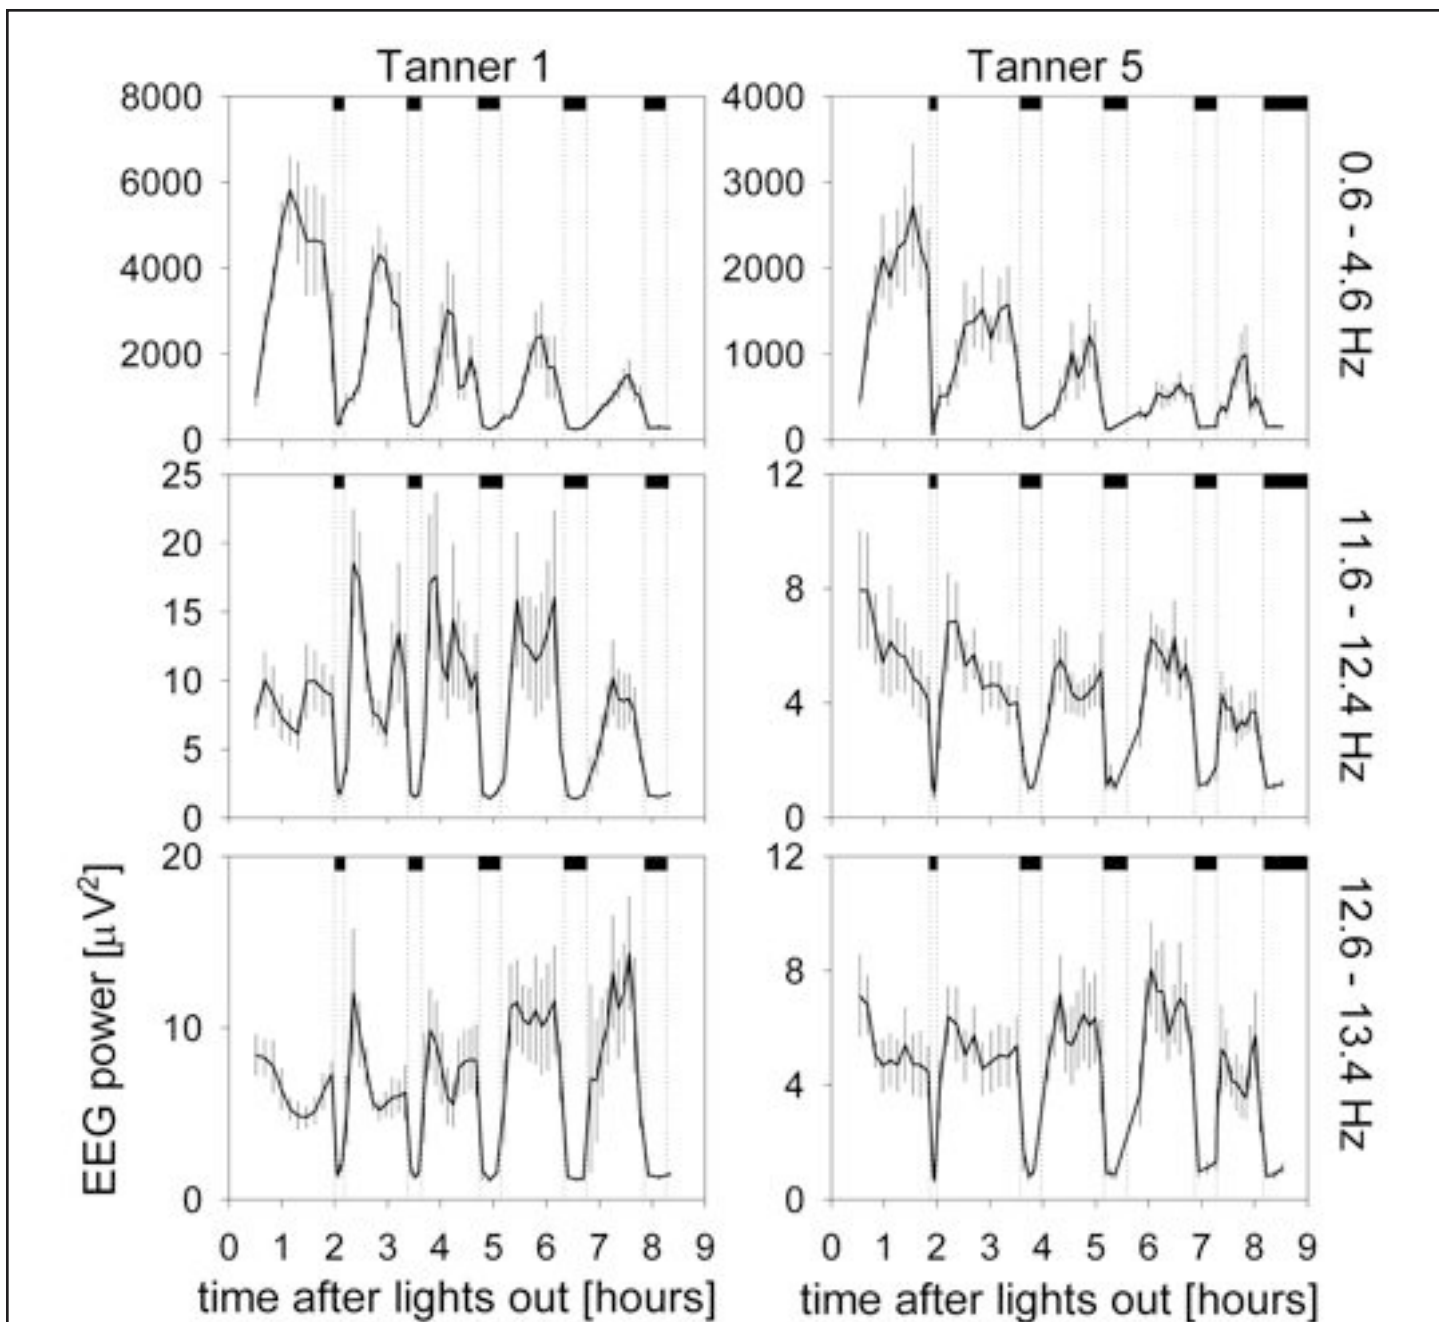 Tanner 1 Tanner 5
8000 4000
6000 3000
4000 2000
2000 1000
0 0
0.6 - 4.6 Hz
25 12
20
15 8
10
5 4
0 0
11.6 - 12.4 Hz
20 12
10 8
4
0 0
12.6 - 13.4 Hz
EEG power [μV²]
0 1 2 3 4 5 6 7 8 9 0 1 2 3 4 5 6 7 8 9
time after lights out [hours] time after lights out [hours]